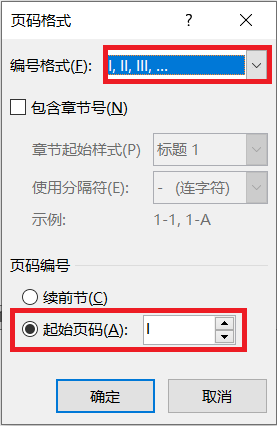 页码格式 ? ×
编号格式(F): I, II, III, ...
包含章节号(N)
章节起始样式(P) 标题 1
使用分隔符(E): - (连字符)
示例: 1-1, 1-A
页码编号
续前节(C)
起始页码(A): I
确定 取消